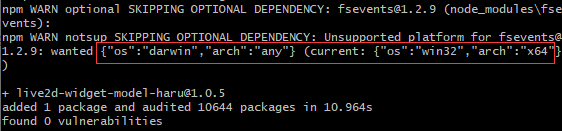 npm WARN optional SKIPPING OPTIONAL DEPENDENCY: fsevents@1.2.9 (node_modules\fse
vents):
npm WARN notsup SKIPPING OPTIONAL DEPENDENCY: Unsupported platform for fsevents@
1.2.9: wanted {"os":"darwin","arch":"any"} (current: {"os":"win32","arch":"x64"}
)
+ live2d-widget-model-haru@1.0.5
added 1 package and audited 10644 packages in 10.964s
found 0 vulnerabilities